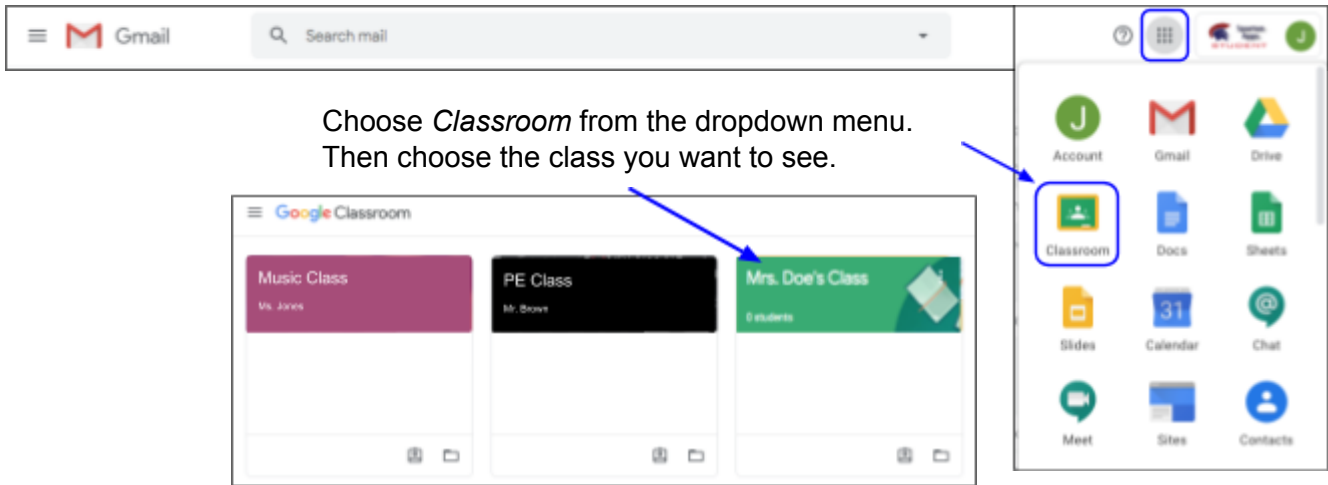 Gmail
Search mail
STUDENT
J
Choose Classroom from the dropdown menu.
Then choose the class you want to see.
Google Classroom
Music Class
Ms. Jones
PE Class
Mr. Brown
Mrs. Doe's Class
0 students
J
Account
Gmail
Drive
Classroom
Docs
Sheets
Slides
31
Calendar
Chat
Meet
Sites
Contacts